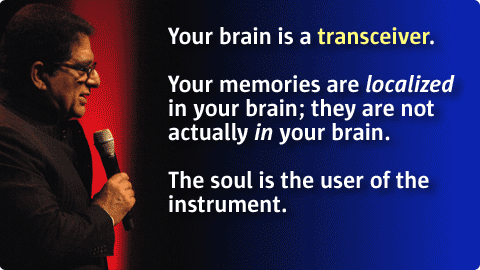 Your brain is a transceiver.
Your memories are localized
in your brain; they are not
actually in your brain.
The soul is the user of the
instrument.